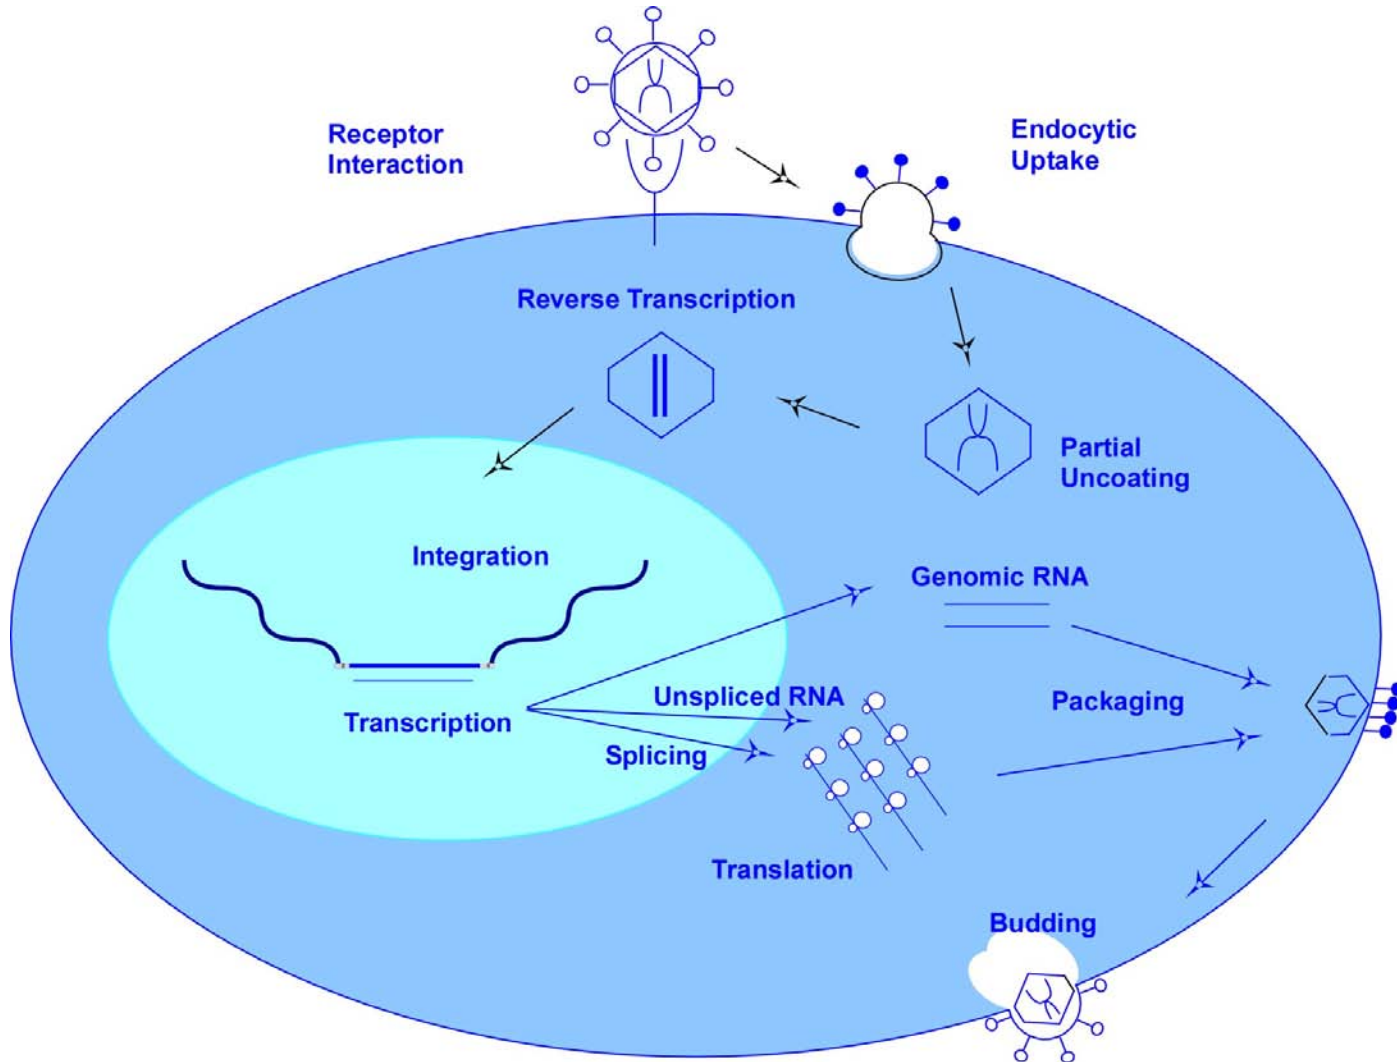 Receptor
Interaction
Endocytic
Uptake
Reverse Transcription
Partial
Uncoating
Integration
Genomic RNA
Unspliced RNA
Packaging
Transcription
Splicing
Translation
Budding